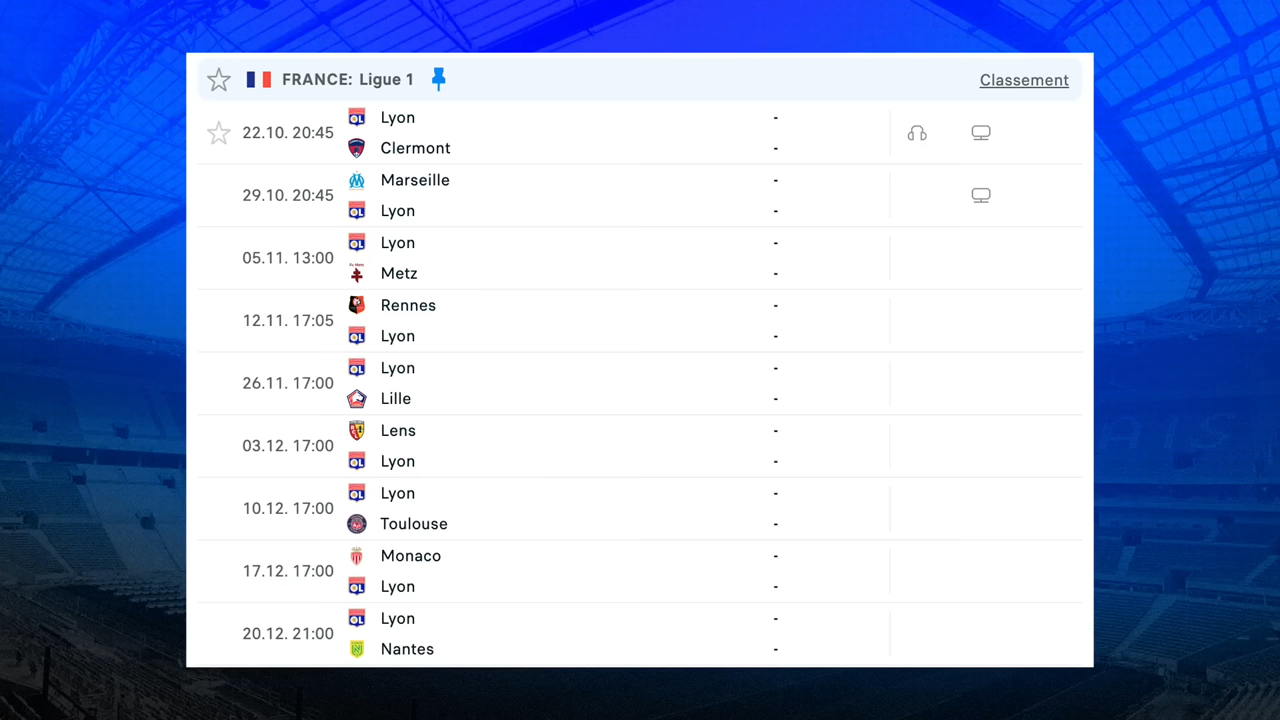 FRANCE: Ligue 1
Classement
22.10. 20:45
Lyon -
Clermont -
29.10. 20:45
Marseille -
Lyon -
05.11. 13:00
Lyon -
Metz -
12.11. 17:05
Rennes -
Lyon -
26.11. 17:00
Lyon -
Lille -
03.12. 17:00
Lens -
Lyon -
10.12. 17:00
Lyon -
Toulouse -
17.12. 17:00
Monaco -
Lyon -
20.12. 21:00
Lyon -
Nantes -